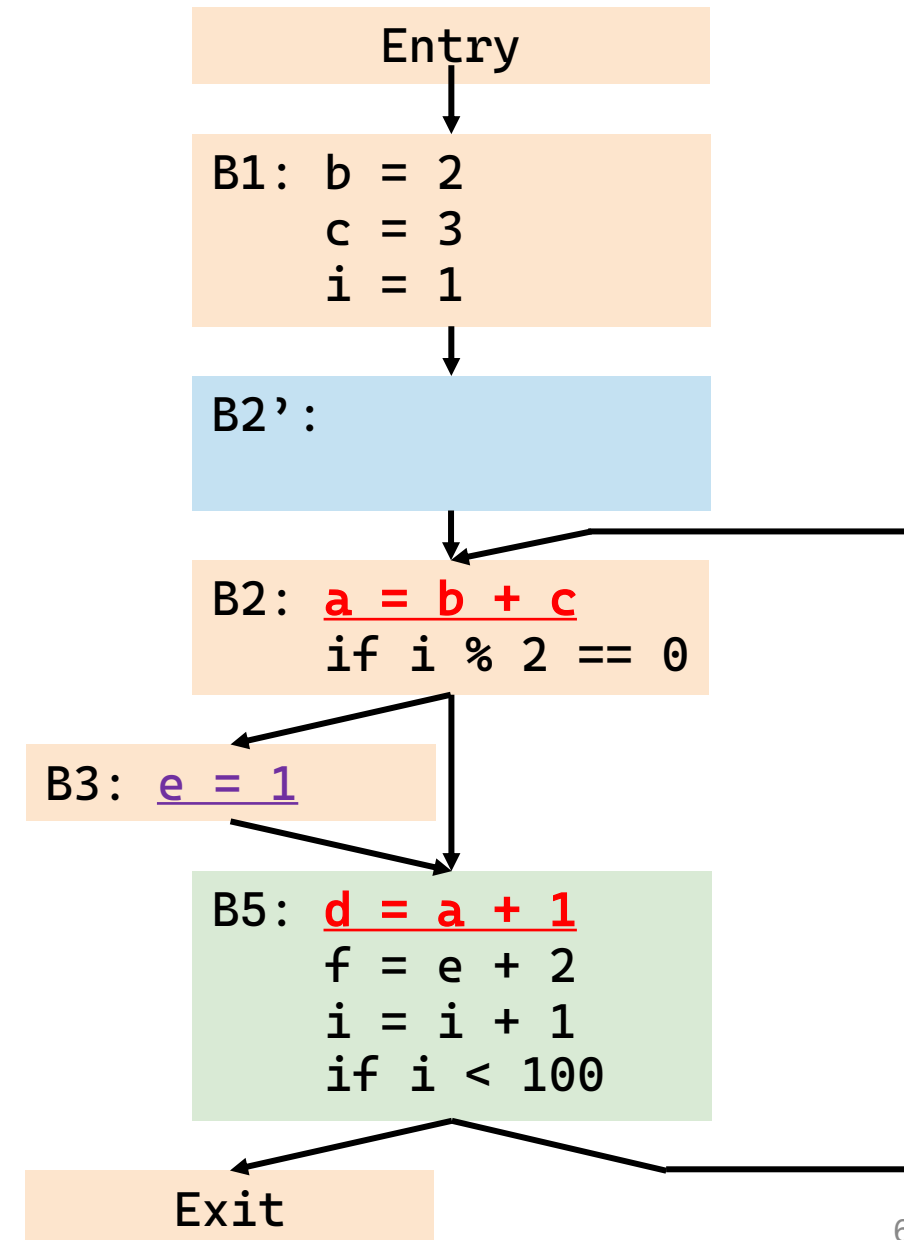 Entry
B1: b = 2
c = 3
i = 1
B2’:
B2: a = b + c
if i % 2 == 0
B3: e = 1
B5: d = a + 1
f = e + 2
i = i + 1
if i < 100
Exit
6